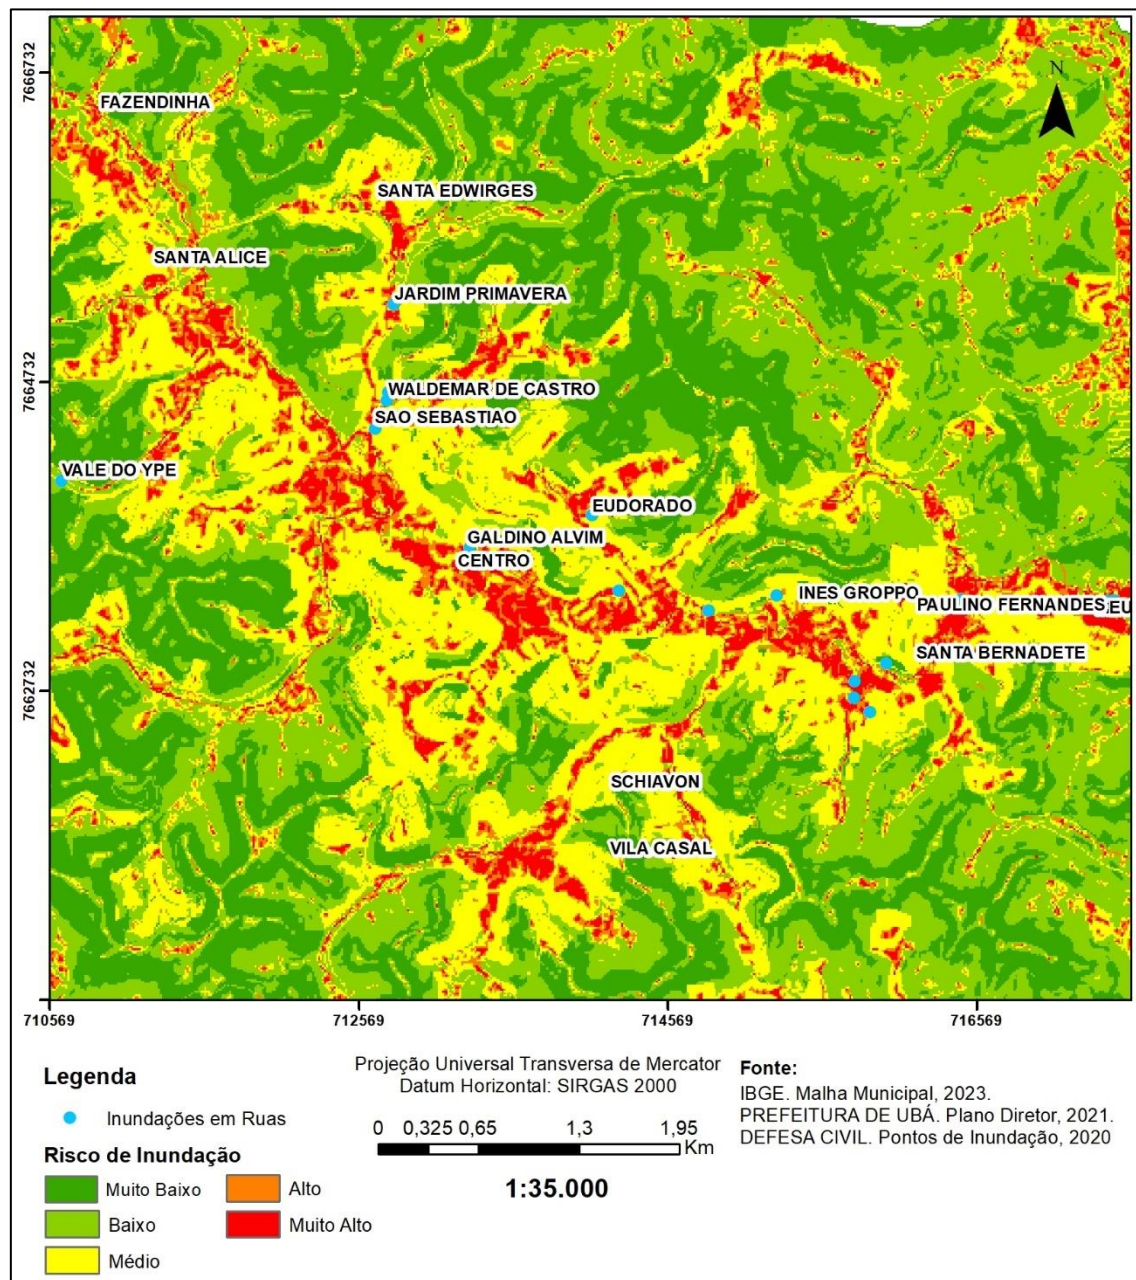 7666732
N
FAZENDINHA
SANTA EDWIRGES
SANTA ALICE
JARDIM PRIMAVERA
7664732
WALDEMAR DE CASTRO
SAO SEBASTIAO
VALE DO YPE
EUDORADO
GALDINO ALVIM
CENTRO
INES GROPPO
PAULINO FERNANDES
EU
SANTA BERNADETE
7662732
SCHIAVON
VILA CASAL
710569
712569
714569
716569
Legenda
Inundações em Ruas
Risco de Inundação
Muito Baixo
Alto
Baixo
Muito Alto
Médio
Projeção Universal Transversa de Mercator
Datum Horizontal: SIRGAS 2000
0 0,325 0,65 1,3 1,95
Km
1:35.000
Fonte:
IBGE. Malha Municipal, 2023.
PREFEITURA DE UBÁ. Plano Diretor, 2021.
DEFESA CIVIL. Pontos de Inundação, 2020